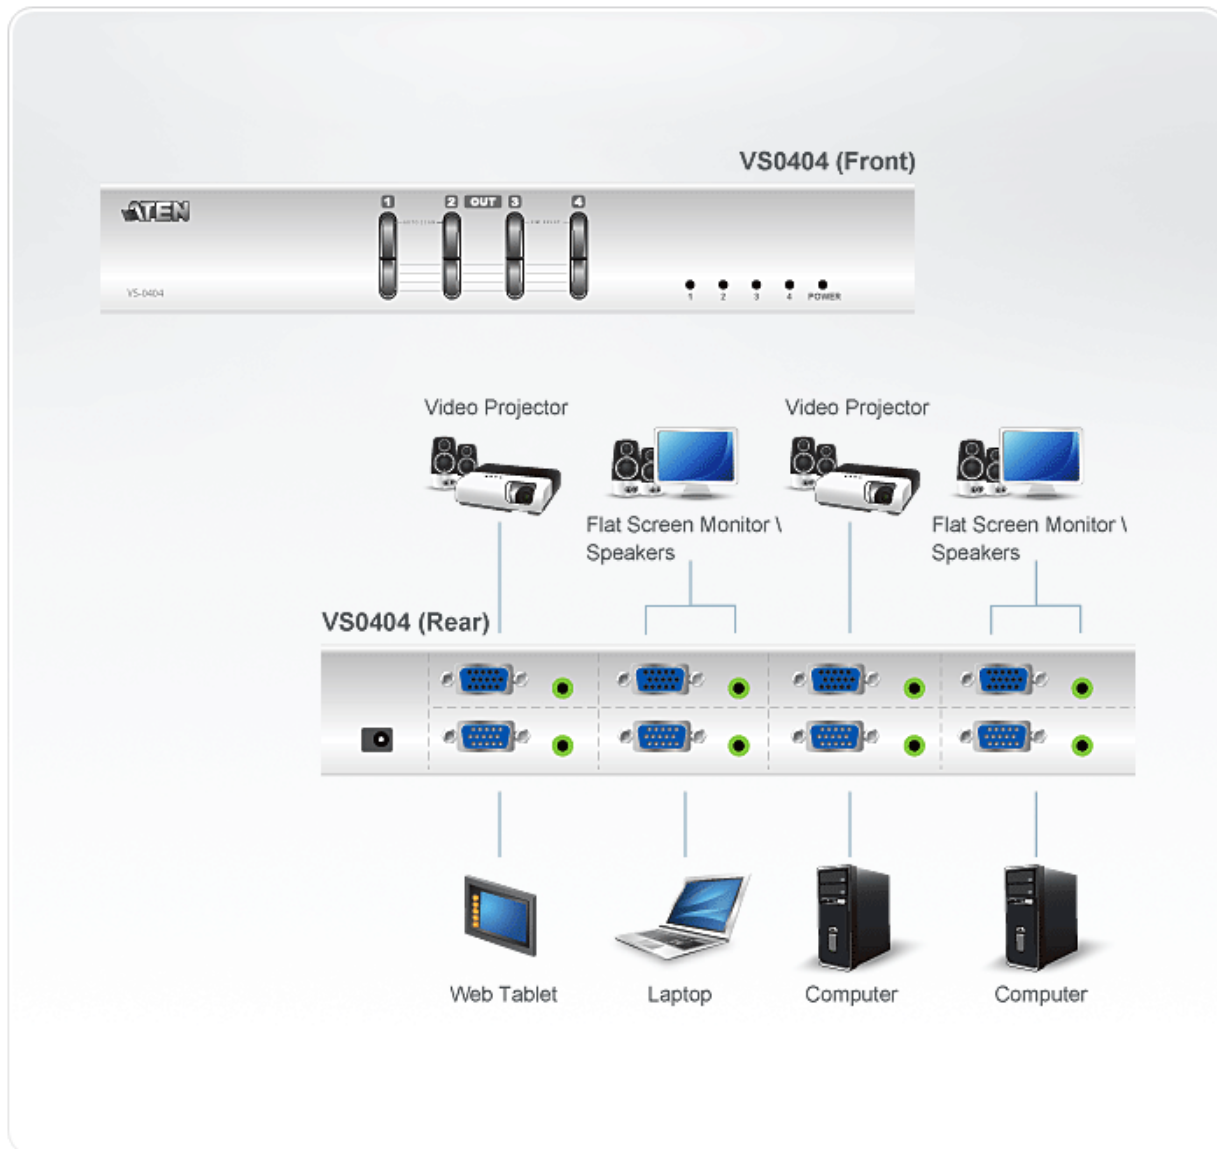 VS0404 (Front)
ATEN
1 2 OUT 3 4
VS-0404
1 2 3 4 POWER
Video Projector
Video Projector
Flat Screen Monitor \
Speakers
Flat Screen Monitor \
Speakers
VS0404 (Rear)
Web Tablet
Laptop
Computer
Computer